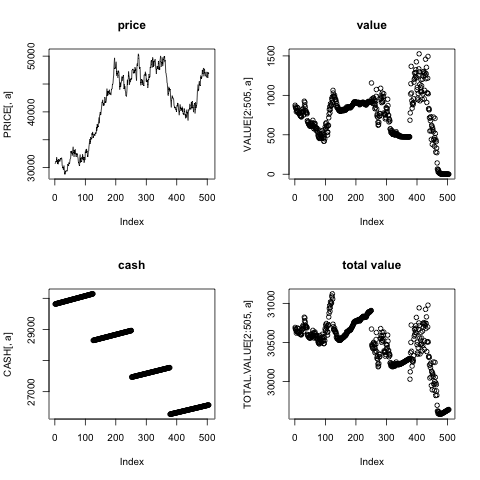 price
PRICE[, a]
30000 40000 50000
0 100 200 300 400 500
Index
value
VALUE[2:505, a]
0 500 1000 1500
0 100 200 300 400 500
Index
cash
CASH[, a]
27000 29000
0 100 200 300 400 500
Index
total value
TOTAL.VALUE[2:505, a]
30000 30500 31000
0 100 200 300 400 500
Index